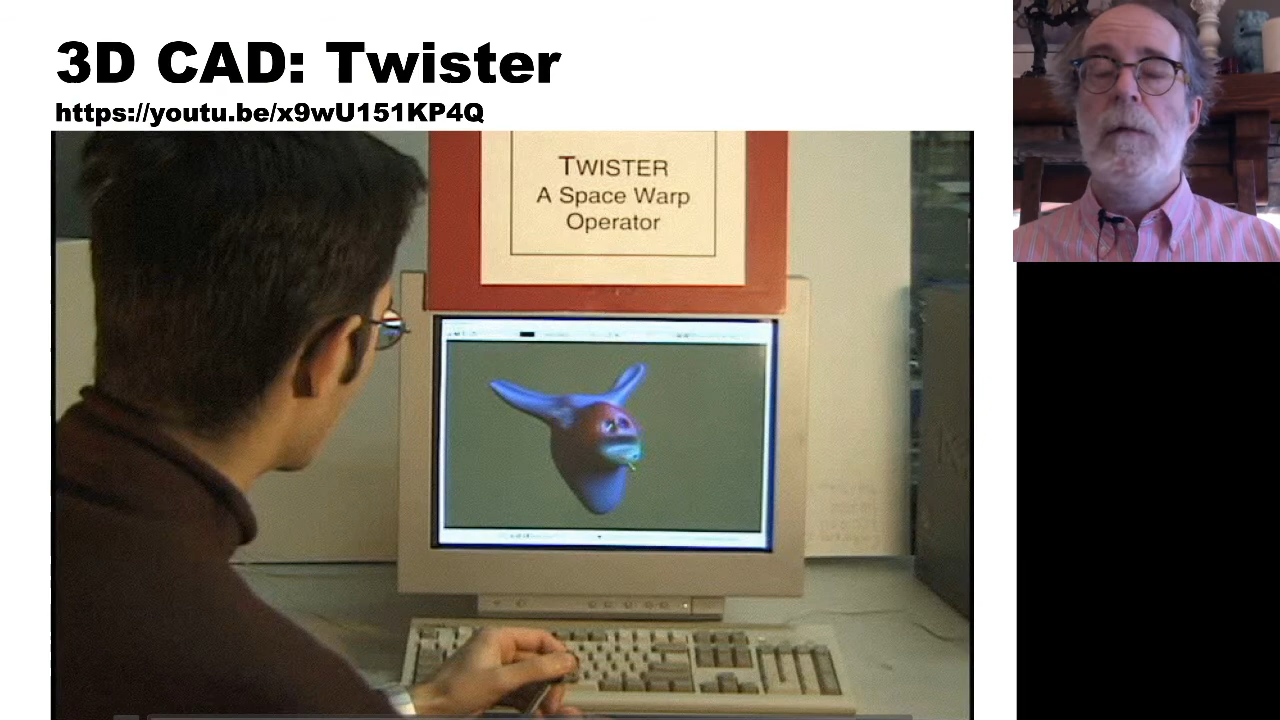 3D CAD: Twister
https://youtu.be/x9wU151KP4Q
TWISTER
A Space Warp
Operator